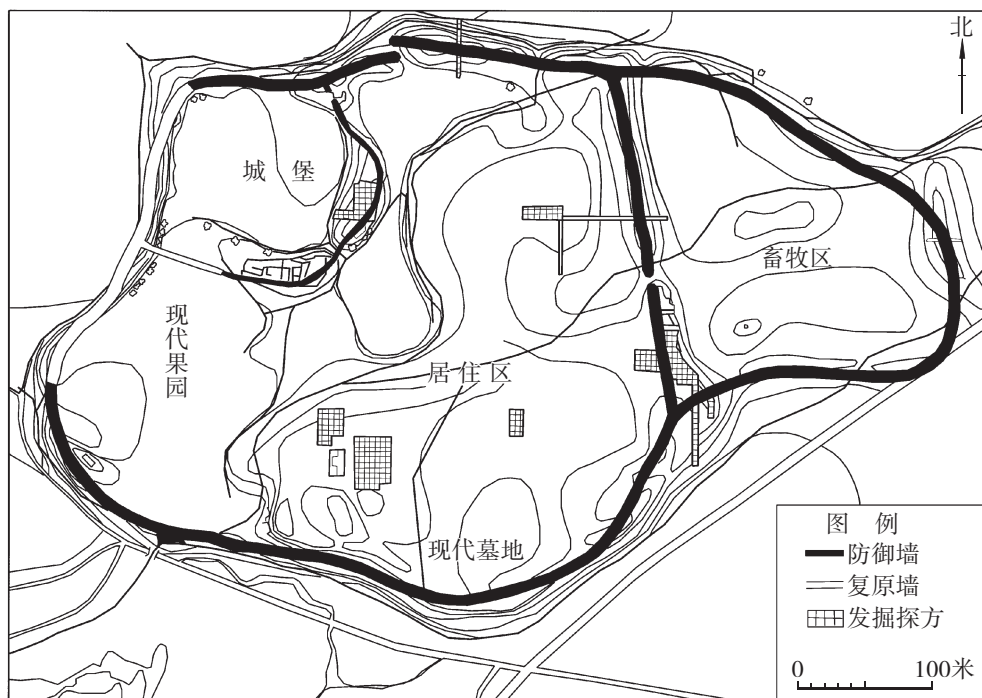 北
城堡
畜牧区
现代果园
居住区
现代墓地
图 例
防御墙
复原墙
发掘探方
0 100米